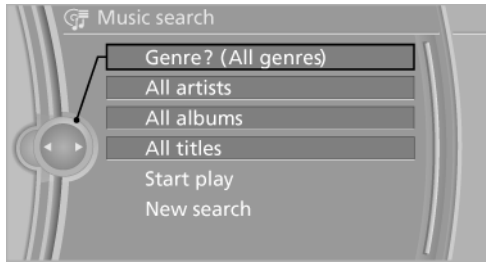 Music search
Genre? (All genres)
All artists
All albums
All titles
Start play
New search